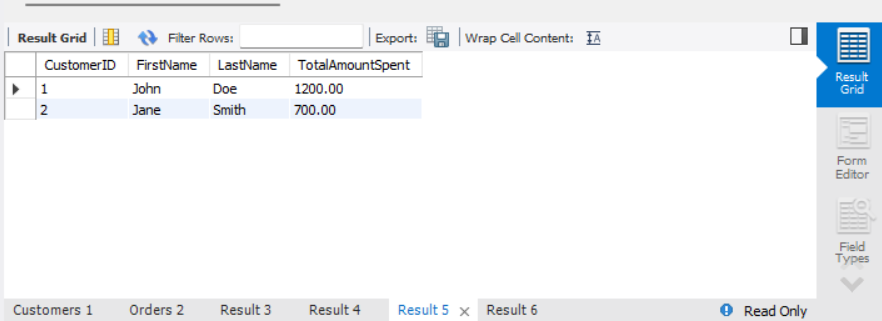 Result Grid Filter Rows: Export: Wrap Cell Content:
CustomerID FirstName LastName TotalAmountSpent
1 John Doe 1200.00
2 Jane Smith 700.00
Result
Grid
Form
Editor
Field
Types
Customers 1 Orders 2 Result 3 Result 4 Result 5 × Result 6 Read Only